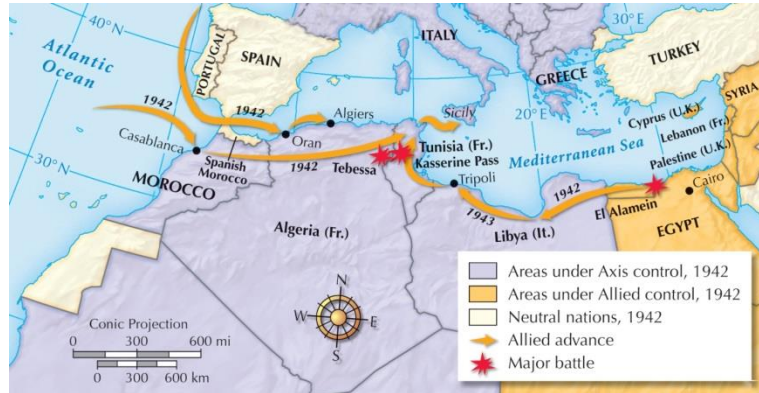 40°N
30°E
ITALY
SPAIN
PORTUGAL
TURKEY
Atlantic
Ocean
GREECE
SYRIA
1942
1942
Algiers
Sicily
20°E
Cyprus (U.K.)
Oran
Lebanon (Fr.)
Casablanca
Tunisia (Fr.)
Mediterranean Sea
30°N
Spanish
Morocco
1942
Kasserine Pass
Palestine (U.K.)
Tebessa
MOROCCO
Tripoli
1942
Cairo
1943
El Alamein
Algeria (Fr.)
Libya (It.)
EGYPT
N
W
E
S
Areas under Axis control, 1942
Areas under Allied control, 1942
Neutral nations, 1942
Allied advance
Major battle
Conic Projection
0 300 600 mi
0 300 600 km